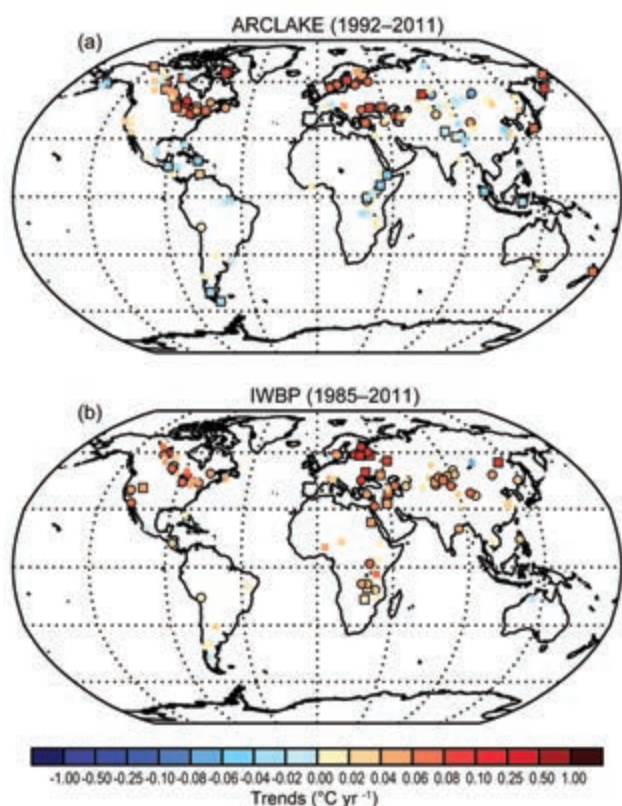 ARCLAKE (1992–2011)
(a)
IWBP (1985–2011)
(b)
-1.00 -0.50 -0.25 -0.10 -0.08 -0.06 -0.04 -0.02 0.00 0.02 0.04 0.06 0.08 0.10 0.25 0.50 1.00
Trends (°C yr -1)